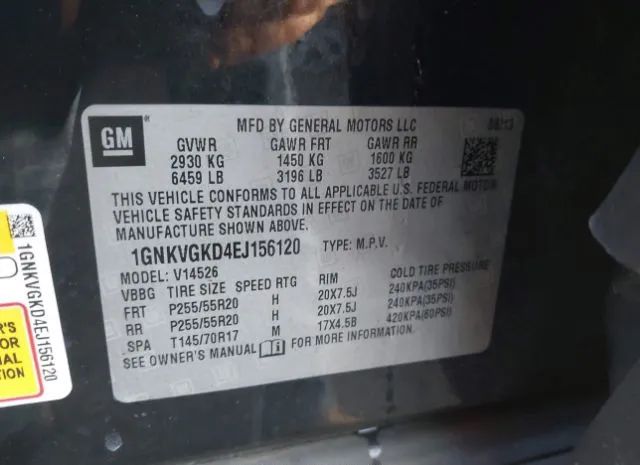 GM
MFD BY GENERAL MOTORS LLC 08/13
GVWR GAWR FRT GAWR RR
2930 KG 1450 KG 1600 KG
6459 LB 3196 LB 3527 LB
THIS VEHICLE CONFORMS TO ALL APPLICABLE U.S. FEDERAL MOTOR
VEHICLE SAFETY STANDARDS IN EFFECT ON THE DATE OF
MANUFACTURE SHOWN ABOVE.
1GNKVGKD4EJ156120 TYPE: M.P.V.
MODEL: V14526
VBBG TIRE SIZE SPEED RTG RIM COLD TIRE PRESSURE
FRT P255/55R20 H 20X7.5J 240KPA(35PSI)
RR P255/55R20 H 20X7.5J 240KPA(35PSI)
SPA T145/70R17 M 17X4.5B 420KPA(60PSI)
SEE OWNER'S MANUAL FOR MORE INFORMATION.
1GNKVGKD4EJ156120